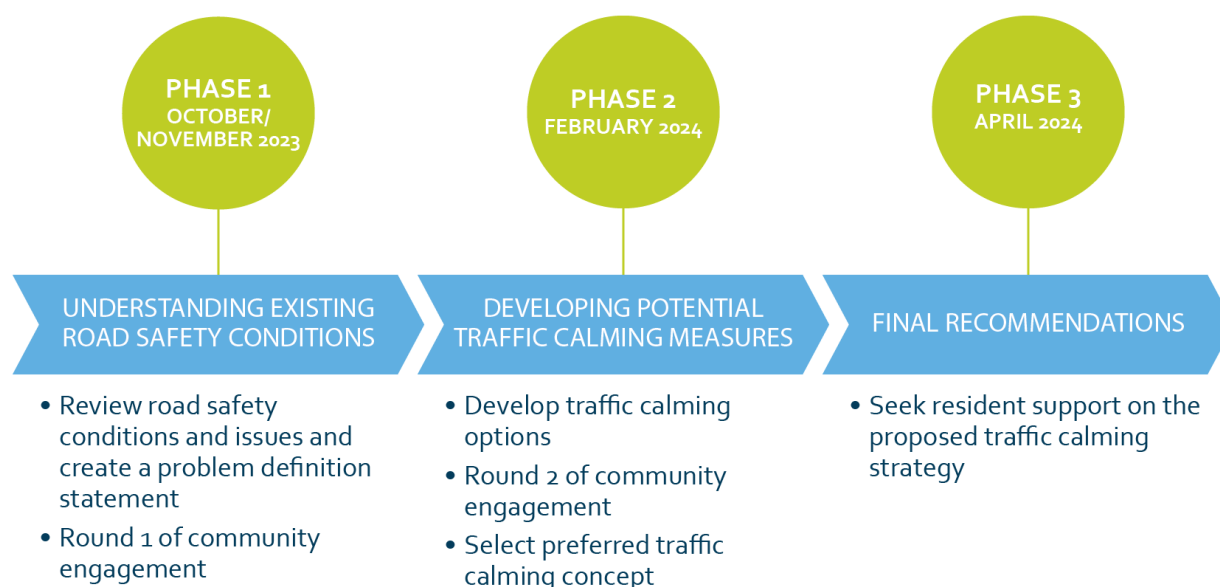 PHASE 1
OCTOBER/
NOVEMBER 2023
PHASE 2
FEBRUARY 2024
PHASE 3
APRIL 2024
UNDERSTANDING EXISTING
ROAD SAFETY CONDITIONS
DEVELOPING POTENTIAL
TRAFFIC CALMING MEASURES
FINAL RECOMMENDATIONS
• Review road safety
conditions and issues and
create a problem definition
statement
• Round 1 of community
engagement
• Develop traffic calming
options
• Round 2 of community
engagement
• Select preferred traffic
calming concept
• Seek resident support on the
proposed traffic calming
strategy